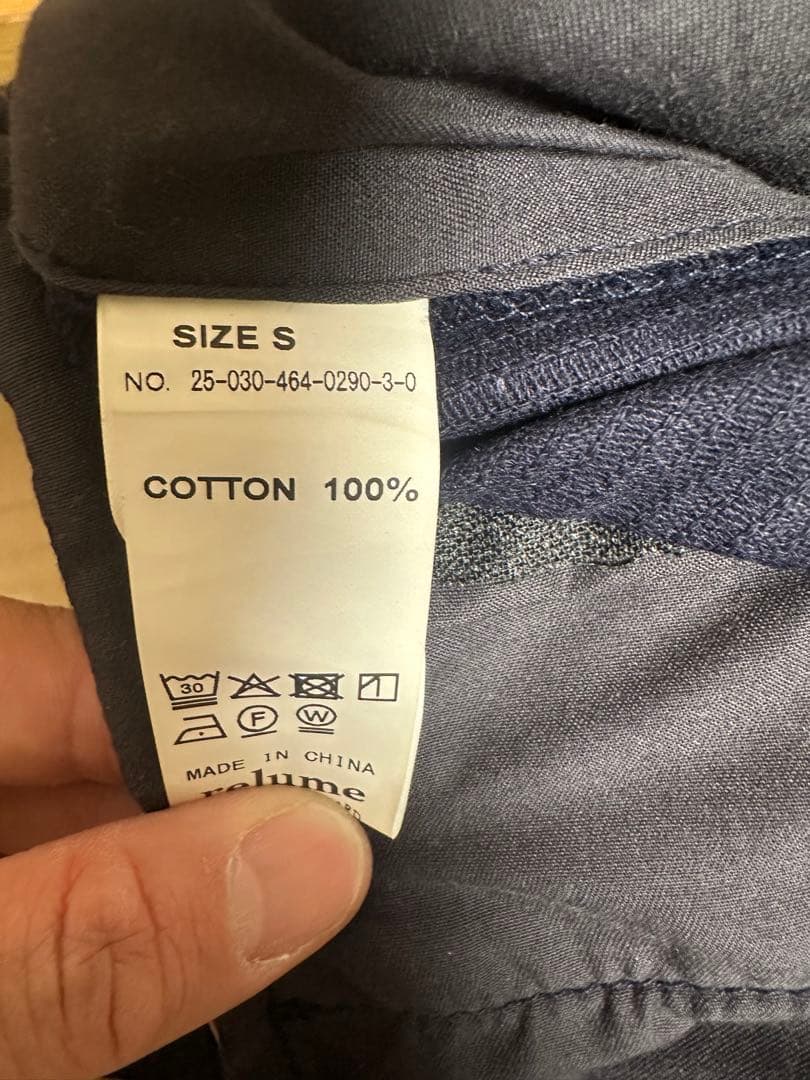 SIZE S
NO. 25-030-464-0290-3-0
COTTON 100%
30
F W
MADE IN CHINA
relume